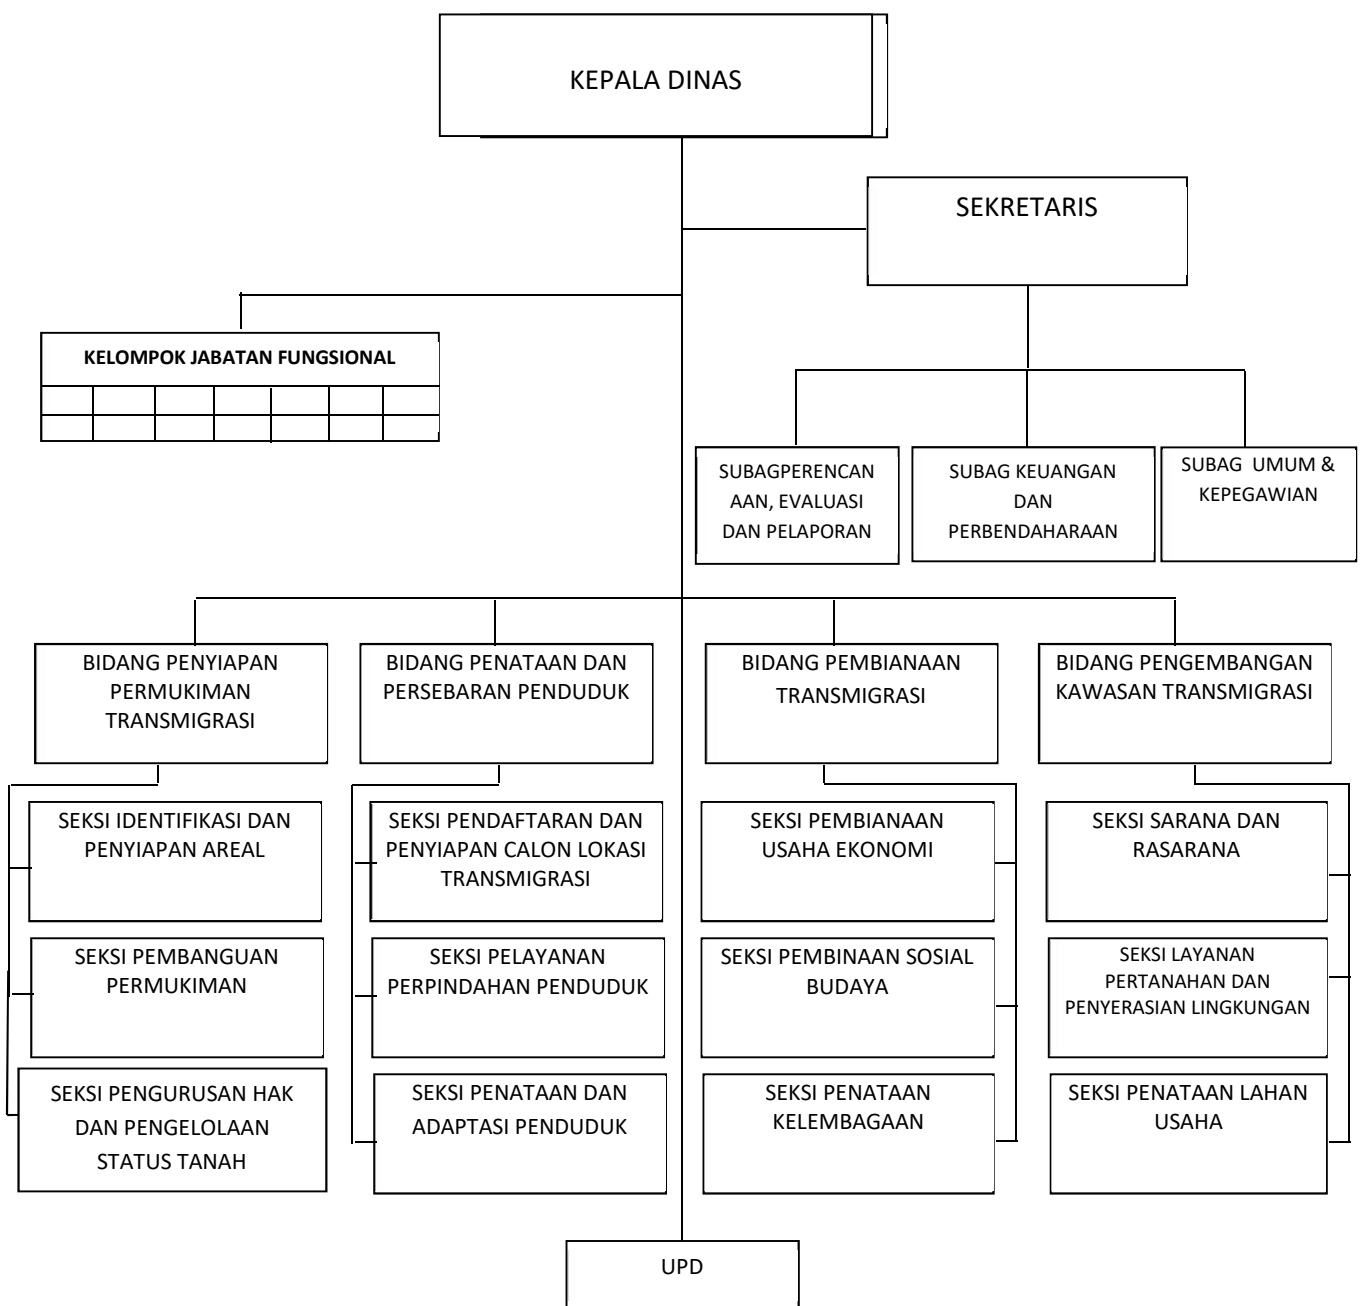 KEPALA DINAS
SEKRETARIS
KELOMPOK JABATAN FUNGSIONAL
SUBAGPERENCAN
AAN, EVALUASI
DAN PELAPORAN
SUBAG KEUANGAN
DAN
PERBENDAHARAAN
SUBAG UMUM &
KEPEGAWIAN
BIDANG PENYIAPAN
PERMUKIMAN
TRANSMIGRASI
BIDANG PENATAAN DAN
PERSEBARAN PENDUDUK
BIDANG PEMBIANAAN
TRANSMIGRASI
BIDANG PENGEMBANGAN
KAWASAN TRANSMIGRASI
SEKSI IDENTIFIKASI DAN
PENYIAPAN AREAL
SEKSI PENDAFTARAN DAN
PENYIAPAN CALON LOKASI
TRANSMIGRASI
SEKSI PEMBIANAAN
USAHA EKONOMI
SEKSI SARANA DAN
RASARANA
SEKSI PEMBANGUAN
PERMUKIMAN
SEKSI PELAYANAN
PERPINDAHAN PENDUDUK
SEKSI PEMBINAAN SOSIAL
BUDAYA
SEKSI LAYANAN
PERTANAHAN DAN
PENYERASIAN LINGKUNGAN
SEKSI PENGURUSAN HAK
DAN PENGELOLAAN
STATUS TANAH
SEKSI PENATAAN DAN
ADAPTASI PENDUDUK
SEKSI PENATAAN
KELEMBAGAAN
SEKSI PENATAAN LAHAN
USAHA
UPD